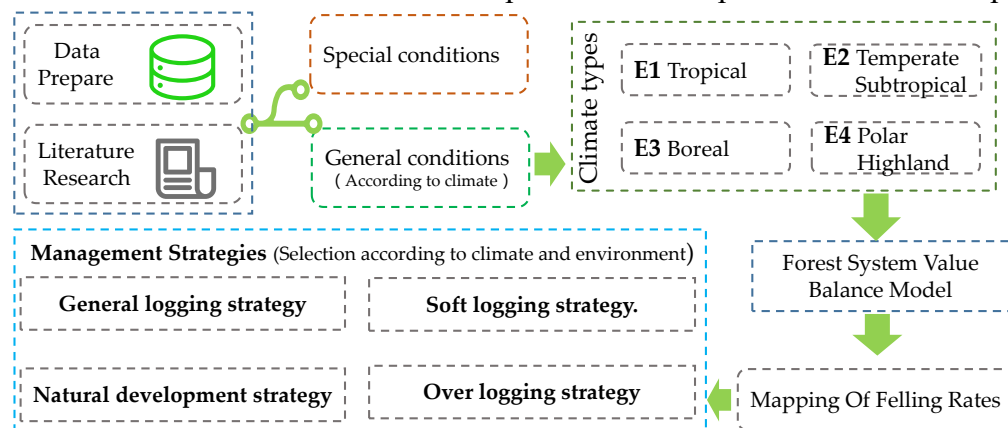 Data
Prepare
Literature
Research
Special conditions
General conditions
( According to climate )
Climate types
E1 Tropical
E2 Temperate
Subtropical
E3 Boreal
E4 Polar
Highland
Forest System Value
Balance Model
Mapping Of Felling Rates
Management Strategies (Selection according to climate and environment)
General logging strategy
Soft logging strategy.
Natural development strategy
Over logging strategy